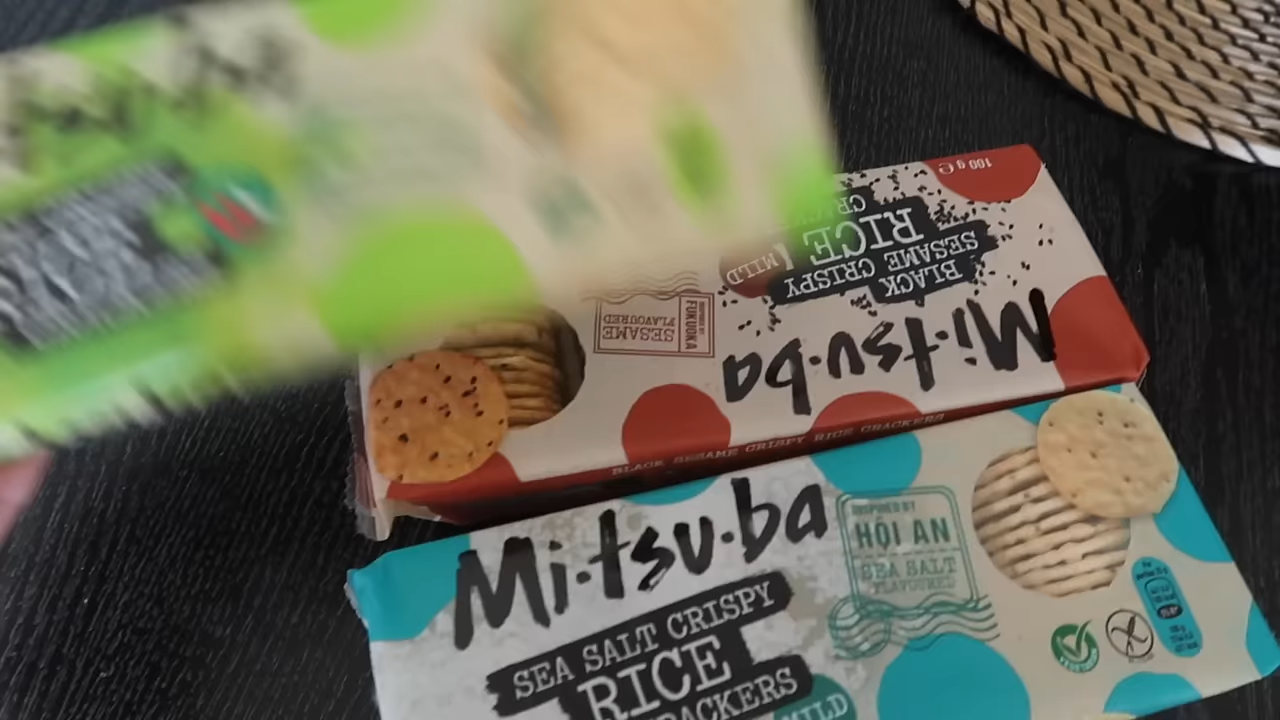 100 g e
BLACK
SESAME CRISPY
RICE
MILD
INSPIRED BY
FUKUOKA
SESAME
FLAVOURED
Mi·tsu·ba
BLACK SESAME CRISPY RICE CRACKERS
Mi·tsu·ba
SEA SALT CRISPY
RICE
CRACKERS
MILD
INSPIRED BY
HỘI AN
SEA SALT
FLAVOURED